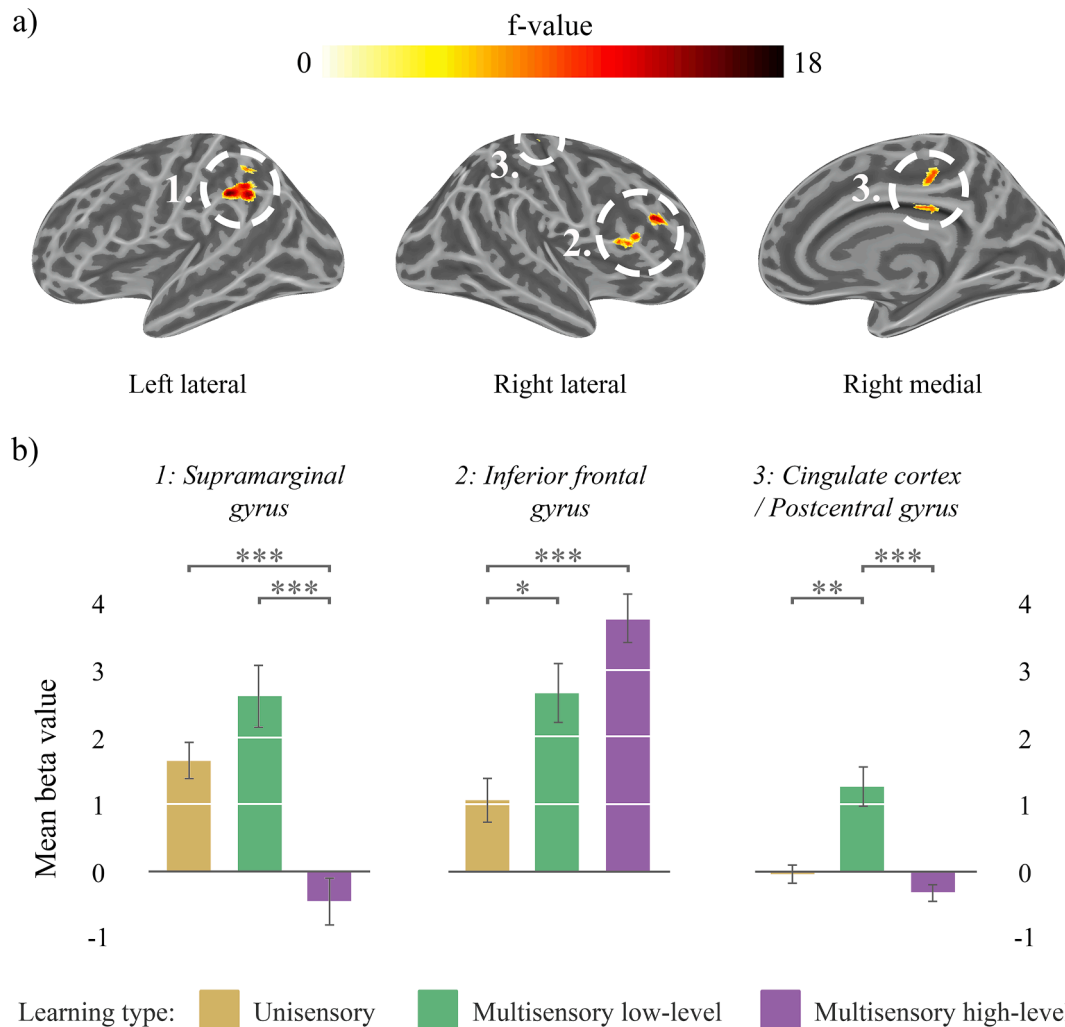 a)
f-value
0
18
1.
3.
2.
3.
Left lateral
Right lateral
Right medial
b)
1: Supramarginal
gyrus
2: Inferior frontal
gyrus
3: Cingulate cortex
/ Postcentral gyrus
***
***
***
*
***
**
Mean beta value
4
3
2
1
0
-1
4
3
2
1
0
-1
Learning type:
Unisensory
Multisensory low-level
Multisensory high-level